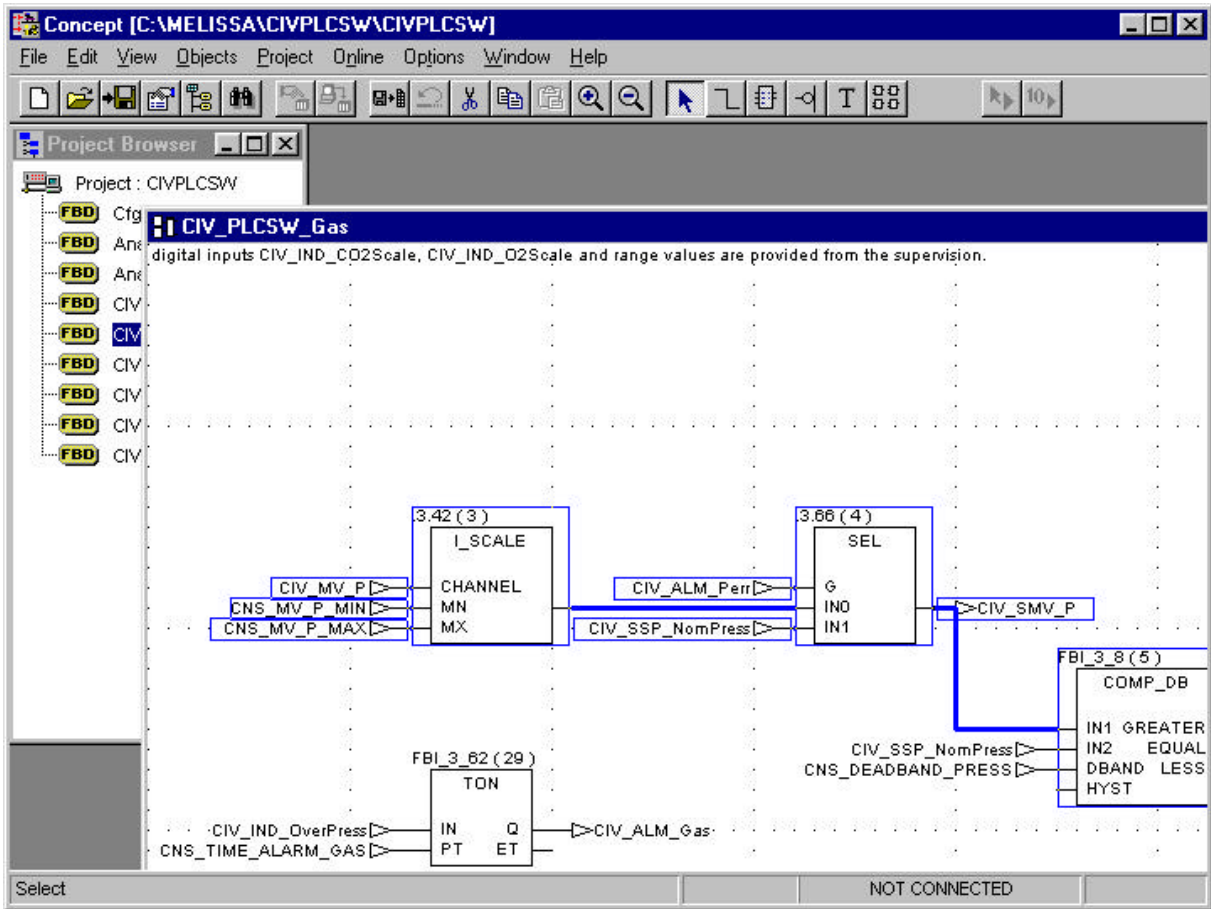 Concept [C:\MELISSA\CIVPLCSW\CIVPLCSW]
File Edit View Objects Project Online Options Window Help
T 10
Project Browser
Project : CIVPLCSW
FBD Cfg
FBD Ana
FBD Ana
FBD CIV
FBD CIV
FBD CIV
FBD CIV
FBD CIV
FBD CIV
CIV_PLCSW_Gas
digital inputs CIV_IND_CO2Scale, CIV_IND_O2Scale and range values are provided from the supervision.
.3.42 ( 3 )
I_SCALE
CIV_MV_P CHANNEL
CNS_MV_P_MIN MN
CNS_MV_P_MAX MX
.3.66 ( 4 )
SEL
CIV_ALM_Perr G
IN0
CIV_SSP_NomPress IN1
CIV_SMV_P
FBI_3_8 ( 5 )
COMP_DB
IN1 GREATER
CIV_SSP_NomPress IN2 EQUAL
CNS_DEADBAND_PRESS DBAND LESS
HYST
FBI_3_62 ( 29 )
TON
CIV_IND_OverPress IN Q CIV_ALM_Gas
CNS_TIME_ALARM_GAS PT ET
Select NOT CONNECTED